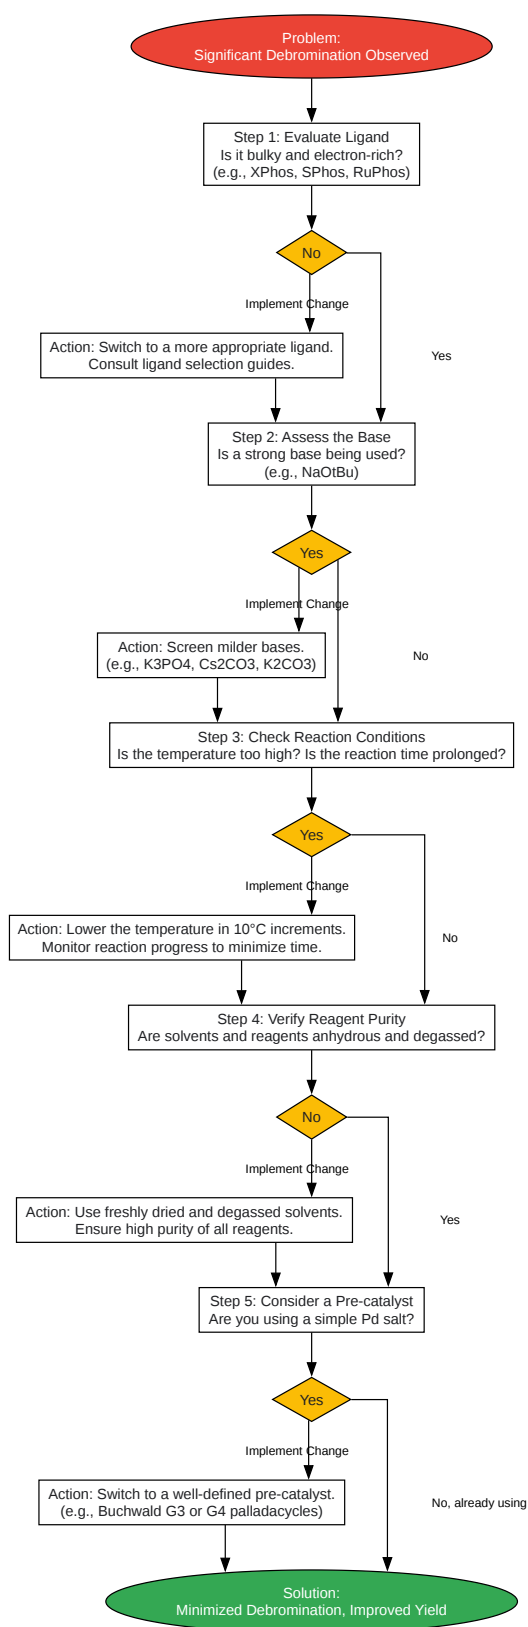 Problem:
Significant Debromination Observed
Step 1: Evaluate Ligand
Is it bulky and electron-rich?
(e.g., XPhos, SPhos, RuPhos)
No
Implement Change
Action: Switch to a more appropriate ligand.
Consult ligand selection guides.
Yes
Step 2: Assess the Base
Is a strong base being used?
(e.g., NaOtBu)
Yes
Implement Change
Action: Screen milder bases.
(e.g., K3PO4, Cs2CO3, K2CO3)
No
Step 3: Check Reaction Conditions
Is the temperature too high? Is the reaction time prolonged?
Yes
Implement Change
Action: Lower the temperature in 10°C increments.
Monitor reaction progress to minimize time.
No
Step 4: Verify Reagent Purity
Are solvents and reagents anhydrous and degassed?
No
Implement Change
Action: Use freshly dried and degassed solvents.
Ensure high purity of all reagents.
Yes
Step 5: Consider a Pre-catalyst
Are you using a simple Pd salt?
Yes
Implement Change
Action: Switch to a well-defined pre-catalyst.
(e.g., Buchwald G3 or G4 palladacycles)
No, already using
Solution:
Minimized Debromination, Improved Yield